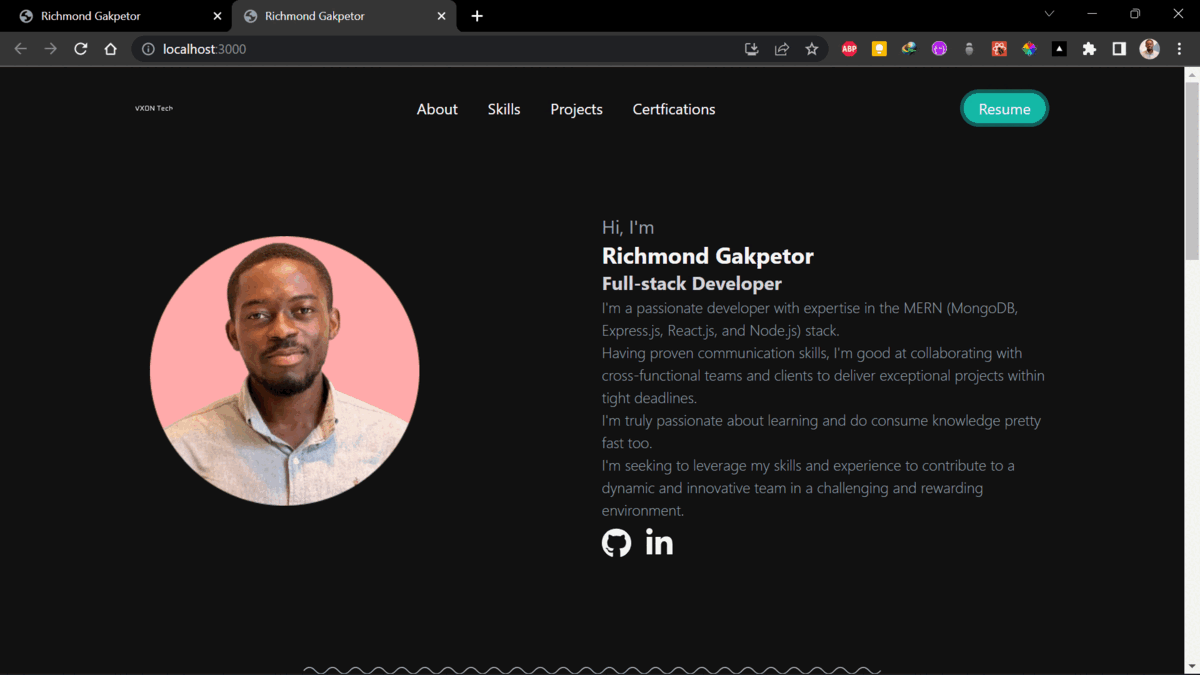 Richmond Gakpetor
Richmond Gakpetor
localhost:3000
ABP
VXON Tech
About
Skills
Projects
Certfications
Resume
Hi, I'm
Richmond Gakpetor
Full-stack Developer
I'm a passionate developer with expertise in the MERN (MongoDB,
Express.js, React.js, and Node.js) stack.
Having proven communication skills, I'm good at collaborating with
cross-functional teams and clients to deliver exceptional projects within
tight deadlines.
I'm truly passionate about learning and do consume knowledge pretty
fast too.
I'm seeking to leverage my skills and experience to contribute to a
dynamic and innovative team in a challenging and rewarding
environment.
in